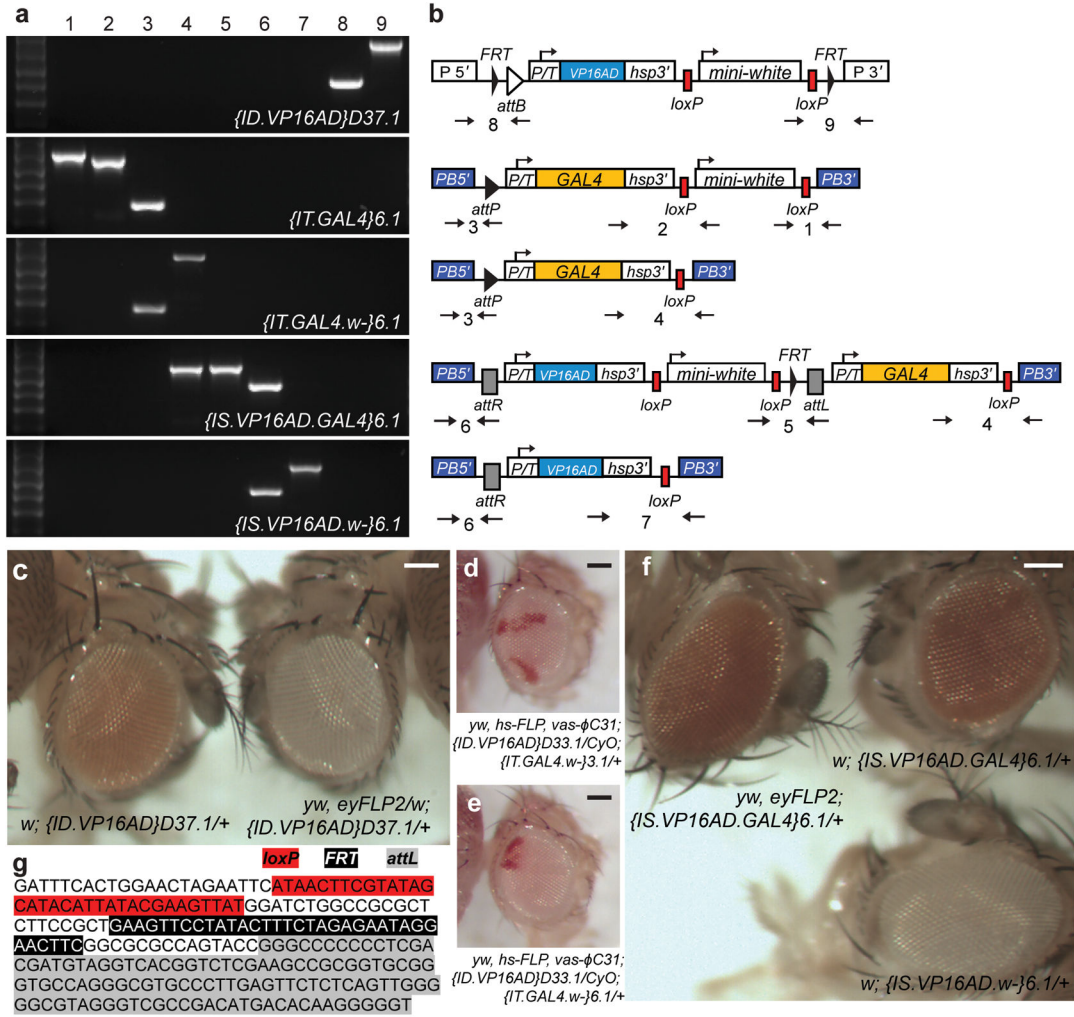 a
1 2 3 4 5 6 7 8 9
{ID.VP16AD}D37.1
{IT.GAL4}6.1
{IT.GAL4.w-}6.1
{IS.VP16AD.GAL4}6.1
{IS.VP16AD.w-}6.1
b
FRT FRT
P 5′ P/T VP16AD hsp3′ mini-white P 3′
attB loxP loxP
8 9
PB5′ P/T GAL4 hsp3′ mini-white PB3′
attP loxP loxP
3 2 1
PB5′ P/T GAL4 hsp3′ PB3′
attP loxP
3 4
FRT
PB5′ P/T VP16AD hsp3′ mini-white P/T GAL4 hsp3′ PB3′
attR loxP loxP attL loxP
6 5 4
PB5′ P/T VP16AD hsp3′ PB3′
attR loxP
6 7
c
w; {ID.VP16AD}D37.1/+
yw, eyFLP2/w;
{ID.VP16AD}D37.1/+
d
yw, hs-FLP, vas-ϕC31;
{ID.VP16AD}D33.1/CyO;
{IT.GAL4.w-}3.1/+
e
yw, hs-FLP, vas-ϕC31;
{ID.VP16AD}D33.1/CyO;
{IT.GAL4.w-}6.1/+
f
w; {IS.VP16AD.GAL4}6.1/+
yw, eyFLP2;
{IS.VP16AD.GAL4}6.1/+
w; {IS.VP16AD.w-}6.1/+
g
loxP FRT attL
GATTTCACTGGAACTAGAATTCATAACTTCGTATAG
CATACATTATACGAAGTTATGGATCTGGCCGCGCT
CTTCCGCTGAAGTTCCTATACTTTCTAGAGAATAGG
AACTTCGGCGCGCCAGTACCGGGCCCCCCCTCGA
CGATGTAGGTCACGGTCTCGAAGCCGCGGTGCGG
GTGCCAGGGCGTGCCCTTGAGTTCTCTCAGTTGGGG
GGCGTAGGGTCGCCGACATGACACAAGGGGGT